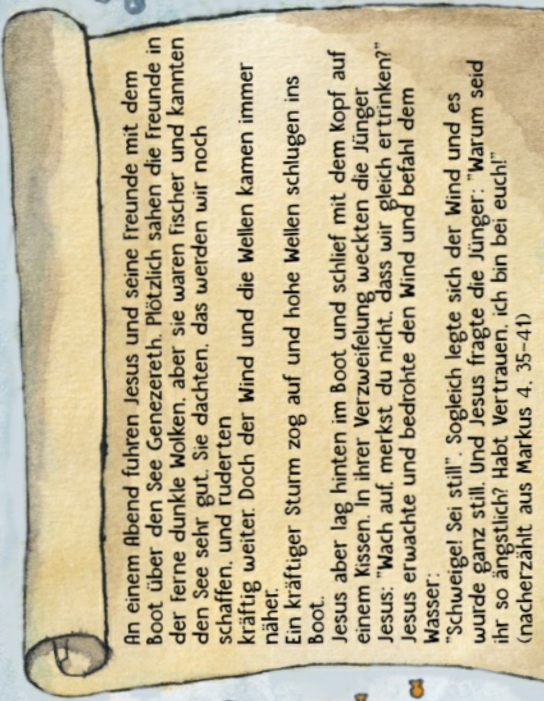 An einem Abend fuhren Jesus und seine Freunde mit dem
Boot über den See Genezereth. Plötzlich sahen die Freunde in
der Ferne dunkle Wolken, aber sie waren Fischer und kannten
den See sehr gut. Sie dachten, das werden wir noch
schaffen, und ruderten
kräftig weiter. Doch der Wind und die Wellen kamen immer
näher.
Ein kräftiger Sturm zog auf und hohe Wellen schlugen ins
Boot.
Jesus aber lag hinten im Boot und schlief mit dem Kopf auf
einem Kissen. In ihrer Verzweifelung weckten die Jünger
Jesus: "Wach auf, merkst du nicht, dass wir gleich ertrinken?"
Jesus erwachte und bedrohte den Wind und befahl dem
Wasser:
"Schweige! Sei still". Sogleich legte sich der Wind und es
wurde ganz still. Und Jesus fragte die Jünger: "Warum seid
ihr so ängstlich? Habt Vertrauen, ich bin bei euch!"
(nacherzählt aus Markus 4, 35-41)